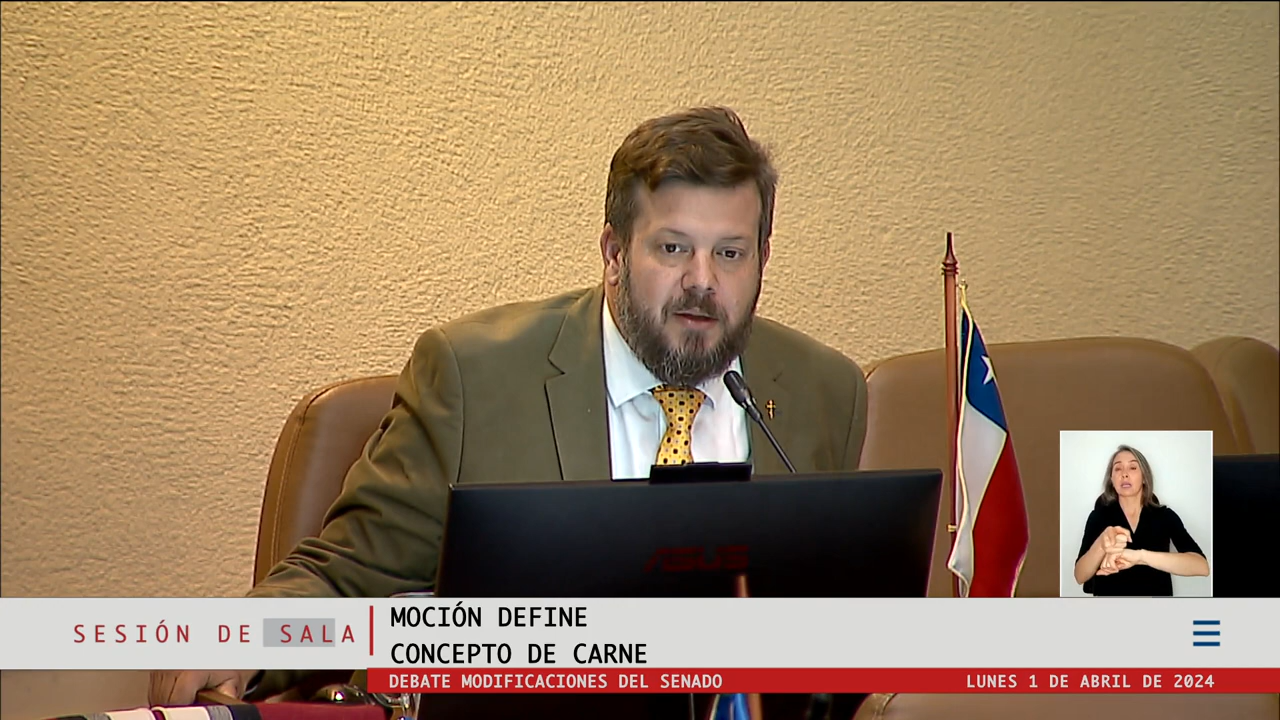 ASUS
SESIÓN DE SALA
MOCIÓN DEFINE
CONCEPTO DE CARNE
DEBATE MODIFICACIONES DEL SENADO
LUNES 1 DE ABRIL DE 2024